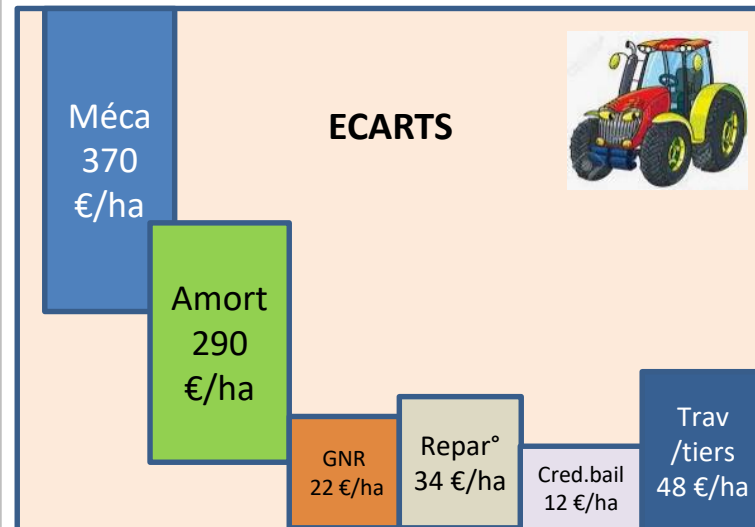 ECARTS
Méca
370
€/ha
Amort
290
€/ha
GNR
22 €/ha
Repar°
34 €/ha
Cred.bail
12 €/ha
Trav
/tiers
48 €/ha